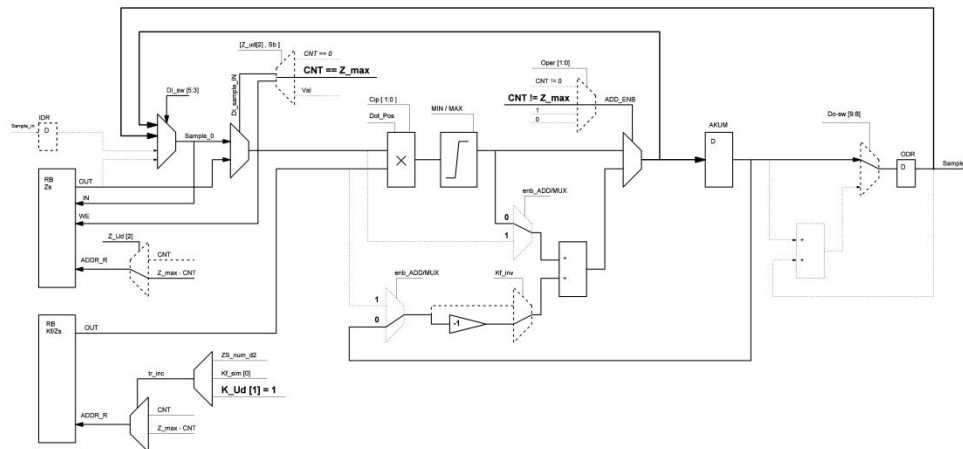 [Z_ud[2] , Sb ]
CNT == 0
CNT == Z_max
Val
Oper [1:0]
CNT != 0
CNT != Z_max
ADD_ENB
1
0
DI_sw [5:3]
DI_sample_IN
Cip [ 1:0]
Dot_Pos
MIN / MAX
AKUM
D
Do-sw [9:8]
IDR
D
Sample_in
Sample_0
ODR
D
Sample
RB
Zs
OUT
IN
WE
enb_ADD/MUX
0
1
+
+
Z_Ud [2]
CNT
ADDR_R
Z_max - CNT
enb_ADD/MUX
Kf_inv
1
0
-1
+
+
RB
Kf/Zs
OUT
ZS_num_d2
tr_inc
Kf_sim [0]
K_Ud [1] = 1
CNT
ADDR_R
Z_max - CNT